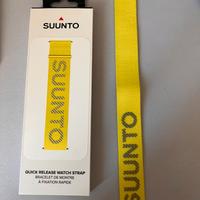 SUUNTO
SUUNTO
QUICK RELEASE WATCH STRAP
BRACELET DE MONTRE
À FIXATION RAPIDE
SUUNTO